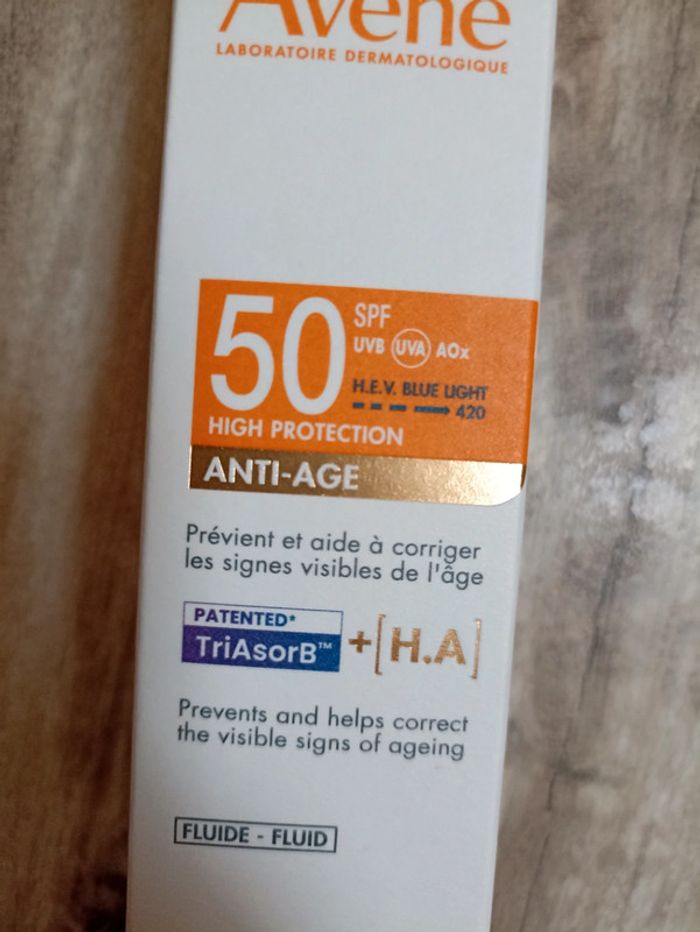 Avène
LABORATOIRE DERMATOLOGIQUE
50 SPF
UVB UVA AOx
H.E.V. BLUE LIGHT
420
HIGH PROTECTION
ANTI-AGE
Prévient et aide à corriger
les signes visibles de l'âge
PATENTED*
TriAsorB™ + [H.A]
Prevents and helps correct
the visible signs of ageing
FLUIDE - FLUID